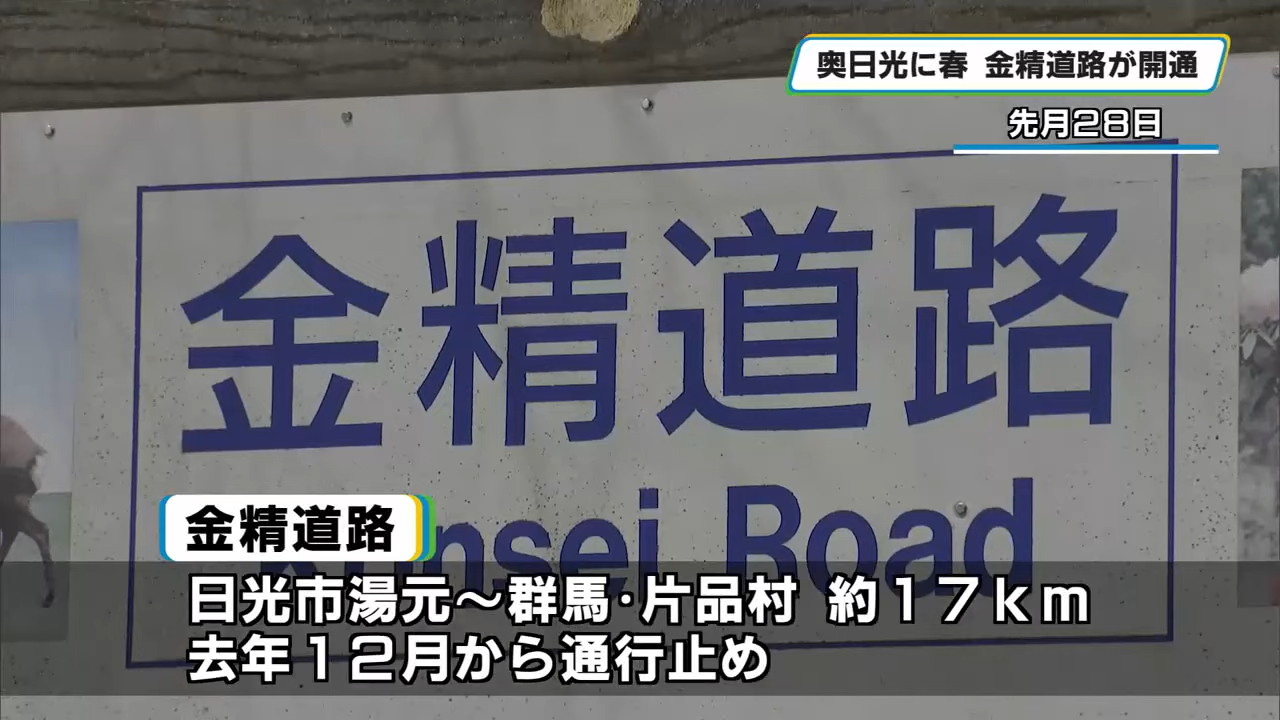 奥日光に春 金精道路が開通
先月28日
金精道路
Kinsei Road
金精道路
日光市湯元～群馬・片品村 約17km
去年12月から通行止め